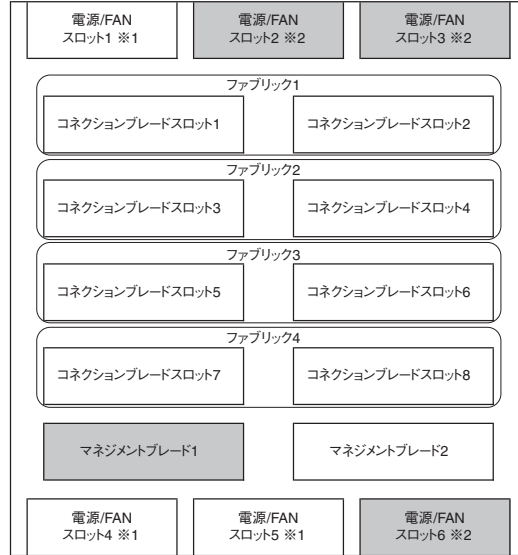 電源/FAN
スロット1 ※1
電源/FAN
スロット2 ※2
電源/FAN
スロット3 ※2
ファブリック1
コネクションブレードスロット1
コネクションブレードスロット2
ファブリック2
コネクションブレードスロット3
コネクションブレードスロット4
ファブリック3
コネクションブレードスロット5
コネクションブレードスロット6
ファブリック4
コネクションブレードスロット7
コネクションブレードスロット8
マネジメントブレード1
マネジメントブレード2
電源/FAN
スロット4 ※1
電源/FAN
スロット5 ※1
電源/FAN
スロット6 ※2